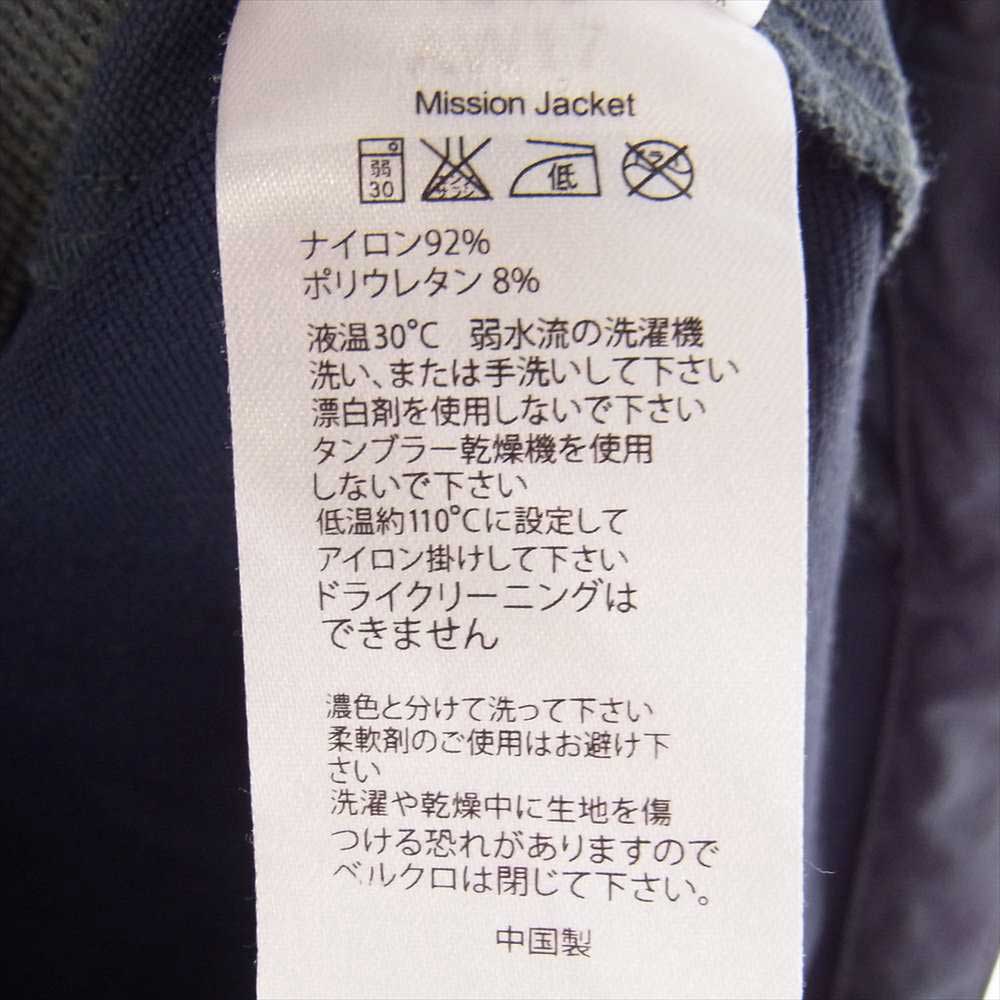 Mission Jacket
弱 30 エンソ サラシ 低 ドライ
ナイロン92%
ポリウレタン 8%
液温30℃ 弱水流の洗濯機
洗い、または手洗いして下さい
漂白剤を使用しないで下さい
タンブラー乾燥機を使用
しないで下さい
低温約110℃に設定して
アイロン掛けして下さい
ドライクリーニングは
できません
濃色と分けて洗って下さい
柔軟剤のご使用はお避け下
さい
洗濯や乾燥中に生地を傷
つける恐れがありますので
ベルクロは閉じて下さい。
中国製